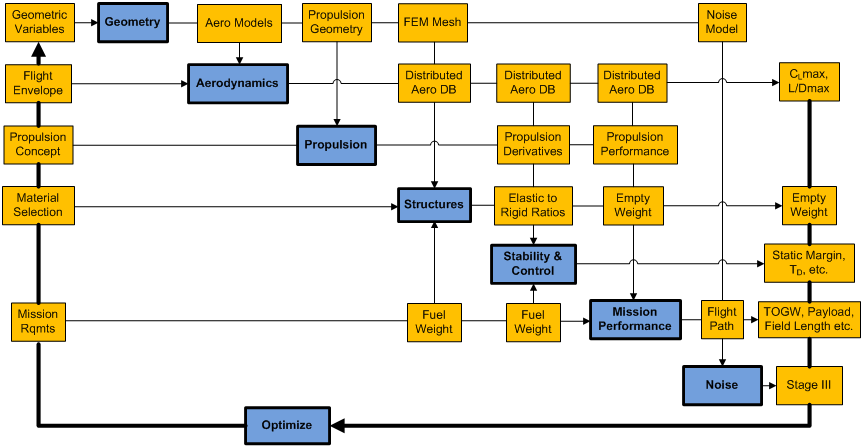 Geometric
Variables
Geometry
Aero Models
Propulsion
Geometry
FEM Mesh
Noise
Model
Flight
Envelope
Aerodynamics
Distributed
Aero DB
Distributed
Aero DB
Distributed
Aero DB
CLmax,
L/Dmax
Propulsion
Concept
Propulsion
Propulsion
Derivatives
Propulsion
Performance
Material
Selection
Structures
Elastic to
Rigid Ratios
Empty
Weight
Empty
Weight
Stability &
Control
Static Margin,
TD, etc.
Mission
Rqmts
Fuel
Weight
Fuel
Weight
Mission
Performance
Flight
Path
TOGW, Payload,
Field Length etc.
Noise
Stage III
Optimize